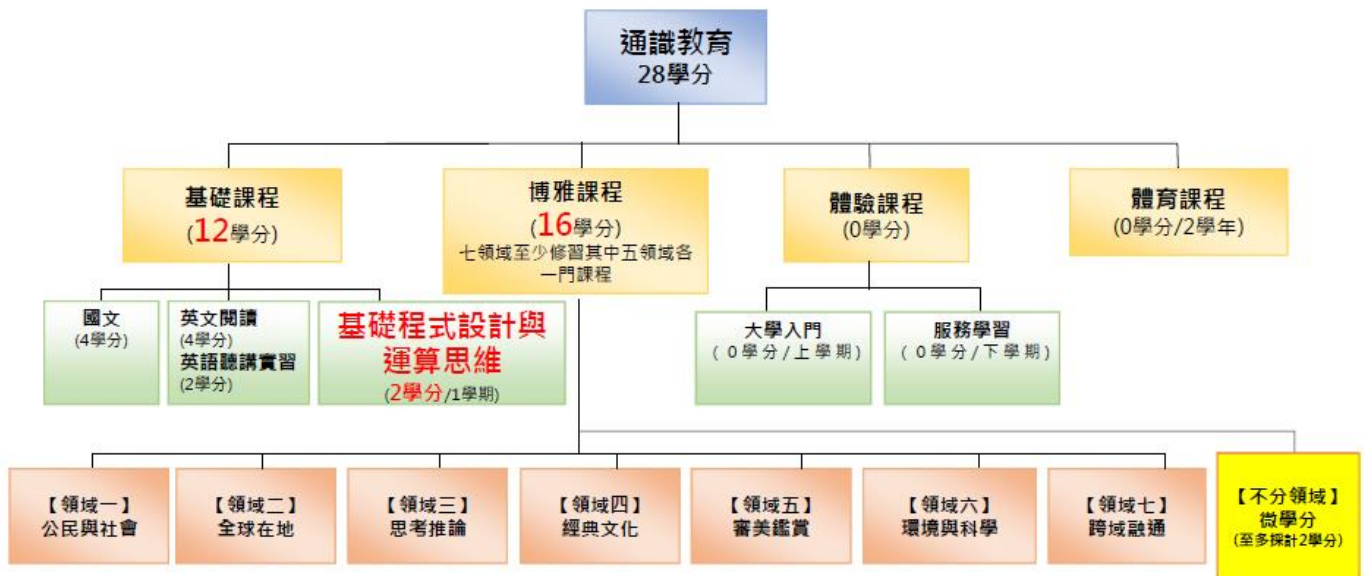 通識教育
28學分
基礎課程
(12學分)
博雅課程
(16學分)
七領域至少修習其中五領域各
一門課程
體驗課程
(0學分)
體育課程
(0學分/2學年)
國文
(4學分)
英文閱讀
(4學分)
英語聽講實習
(2學分)
基礎程式設計與
運算思維
(2學分/1學期)
大學入門
(0學分/上學期)
服務學習
(0學分/下學期)
【領域一】
公民與社會
【領域二】
全球在地
【領域三】
思考推論
【領域四】
經典文化
【領域五】
審美鑑賞
【領域六】
環境與科學
【領域七】
跨域融通
【不分領域】
微學分
(至多採計2學分)